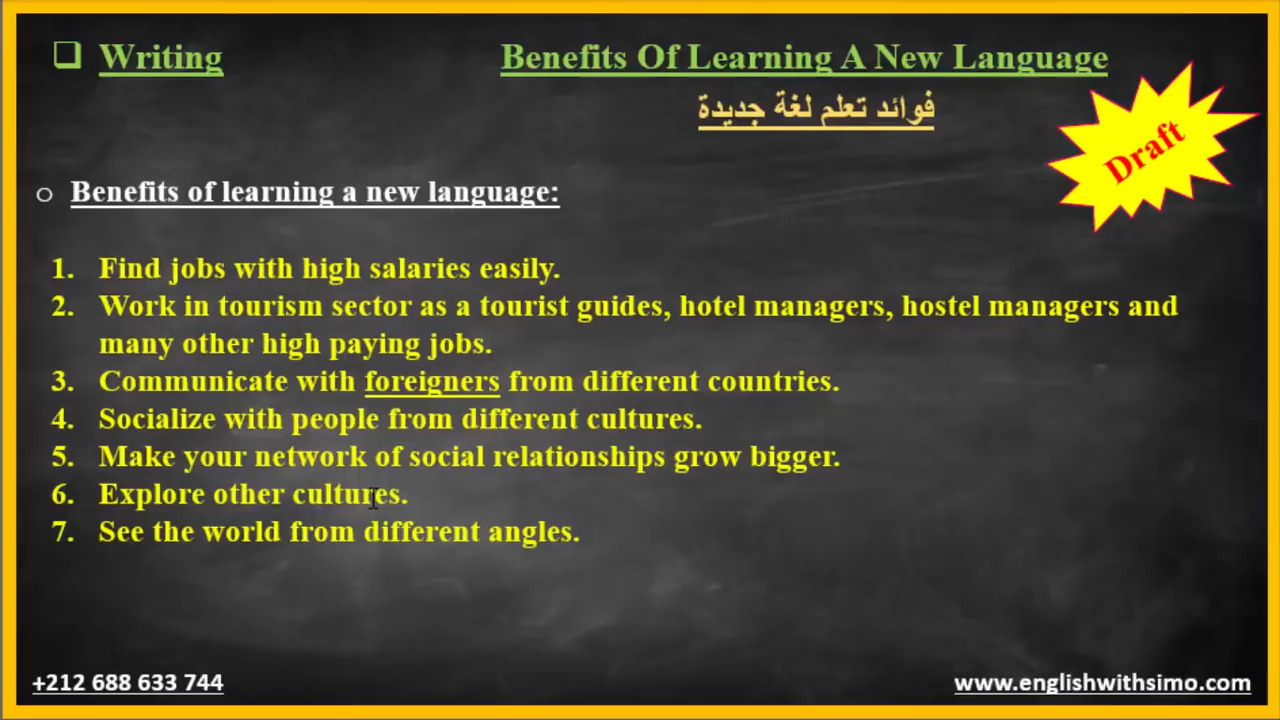 ❑ Writing
Benefits Of Learning A New Language
فوائد تعلم لغة جديدة
Draft
o Benefits of learning a new language:
1. Find jobs with high salaries easily.
2. Work in tourism sector as a tourist guides, hotel managers, hostel managers and
many other high paying jobs.
3. Communicate with foreigners from different countries.
4. Socialize with people from different cultures.
5. Make your network of social relationships grow bigger.
6. Explore other cultures.
7. See the world from different angles.
+212 688 633 744
www.englishwithsimo.com